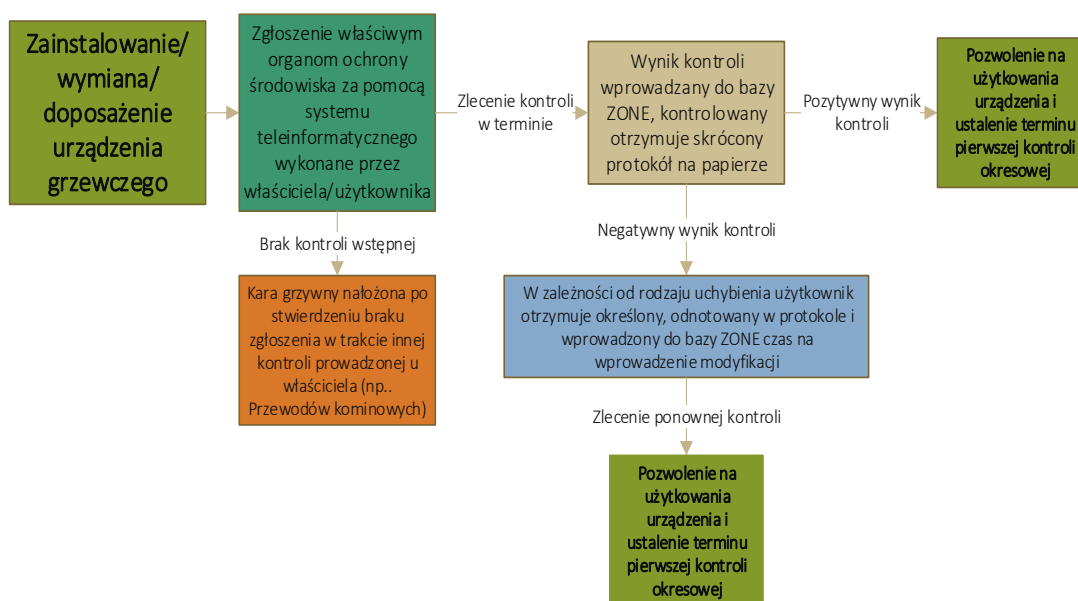 Zainstalowanie/
wymiana/
doposażenie
urządzenia
grzewczego
Zgłoszenie właściwym
organom ochrony
środowiska za pomocą
systemu
teleinformatycznego
wykonane przez
właściciela/użytkownika
Zlecenie kontroli
w terminie
Wynik kontroli
wprowadzany do bazy
ZONE, kontrolowany
otrzymuje skrócony
protokół na papierze
Pozytywny wynik
kontroli
Pozwolenie na
użytkowania
urządzenia i
ustalenie terminu
pierwszej kontroli
okresowej
Brak kontroli wstępnej
Negatywny wynik kontroli
Kara grzywny nałożona po
stwierdzeniu braku
zgłoszenia w trakcie innej
kontroli prowadzonej u
właściciela (np..
Przewodów kominowych)
W zależności od rodzaju uchybienia użytkownik
otrzymuje określony, odnotowany w protokole i
wprowadzony do bazy ZONE czas na
wprowadzenie modyfikacji
Zlecenie ponownej kontroli
Pozwolenie na
użytkowania
urządzenia i
ustalenie terminu
pierwszej kontroli
okresowej